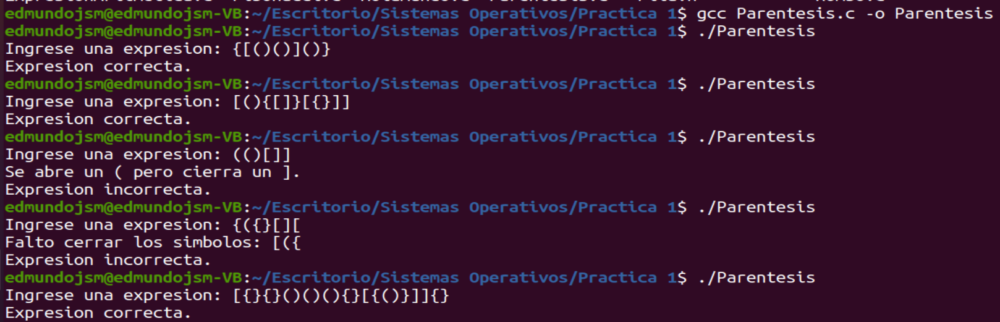 edmundojsm@edmundojsm-VB:~/Escritorio/Sistemas Operativos/Practica 1$ gcc Parentesis.c -o Parentesis
edmundojsm@edmundojsm-VB:~/Escritorio/Sistemas Operativos/Practica 1$ ./Parentesis
Ingrese una expresion: {[()()]()}
Expresion correcta.
edmundojsm@edmundojsm-VB:~/Escritorio/Sistemas Operativos/Practica 1$ ./Parentesis
Ingrese una expresion: [(){[]}[{}]]
Expresion correcta.
edmundojsm@edmundojsm-VB:~/Escritorio/Sistemas Operativos/Practica 1$ ./Parentesis
Ingrese una expresion: (()[]]
Se abre un ( pero cierra un ].
Expresion incorrecta.
edmundojsm@edmundojsm-VB:~/Escritorio/Sistemas Operativos/Practica 1$ ./Parentesis
Ingrese una expresion: {({}[][
Falto cerrar los simbolos: [({
Expresion incorrecta.
edmundojsm@edmundojsm-VB:~/Escritorio/Sistemas Operativos/Practica 1$ ./Parentesis
Ingrese una expresion: [{}{}()()(){}[{()}]]{}
Expresion correcta.